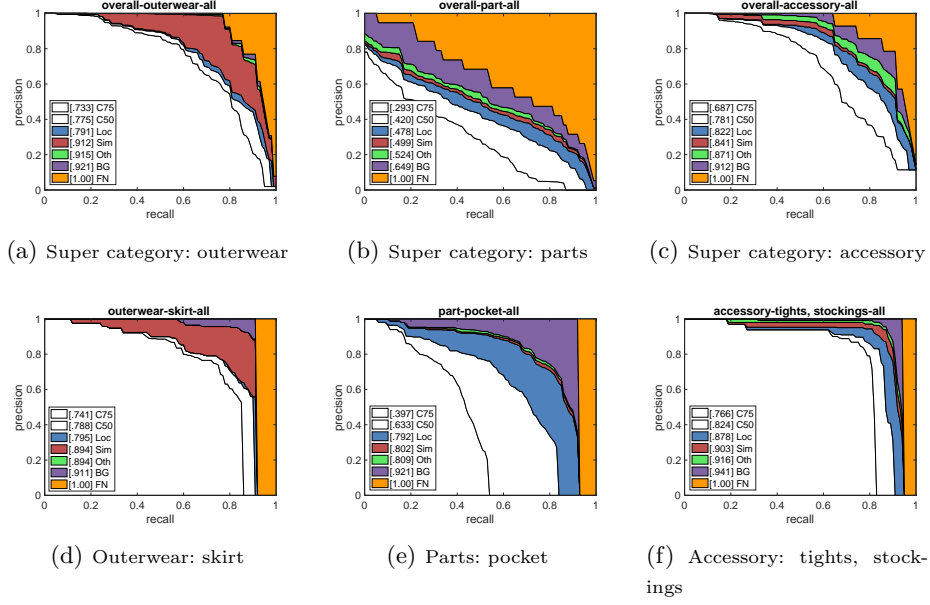 overall-outerwear-all
precision
1
0.8
0.6
0.4
0.2
0
[.733] C75
[.775] C50
[.791] Loc
[.912] Sim
[.915] Oth
[.921] BG
[1.00] FN
0 0.2 0.4 0.6 0.8 1
recall
(a) Super category: outerwear
overall-part-all
precision
1
0.8
0.6
0.4
0.2
0
[.293] C75
[.420] C50
[.478] Loc
[.499] Sim
[.524] Oth
[.649] BG
[1.00] FN
0 0.2 0.4 0.6 0.8 1
recall
(b) Super category: parts
overall-accessory-all
precision
1
0.8
0.6
0.4
0.2
0
[.687] C75
[.781] C50
[.822] Loc
[.841] Sim
[.871] Oth
[.912] BG
[1.00] FN
0 0.2 0.4 0.6 0.8 1
recall
(c) Super category: accessory
outerwear-skirt-all
precision
1
0.8
0.6
0.4
0.2
0
[.741] C75
[.788] C50
[.795] Loc
[.894] Sim
[.894] Oth
[.911] BG
[1.00] FN
0 0.2 0.4 0.6 0.8 1
recall
(d) Outerwear: skirt
part-pocket-all
precision
1
0.8
0.6
0.4
0.2
0
[.397] C75
[.633] C50
[.792] Loc
[.802] Sim
[.809] Oth
[.921] BG
[1.00] FN
0 0.2 0.4 0.6 0.8 1
recall
(e) Parts: pocket
accessory-tights, stockings-all
precision
1
0.8
0.6
0.4
0.2
0
[.766] C75
[.824] C50
[.878] Loc
[.903] Sim
[.916] Oth
[.941] BG
[1.00] FN
0 0.2 0.4 0.6 0.8 1
recall
(f) Accessory: tights, stock-
ings